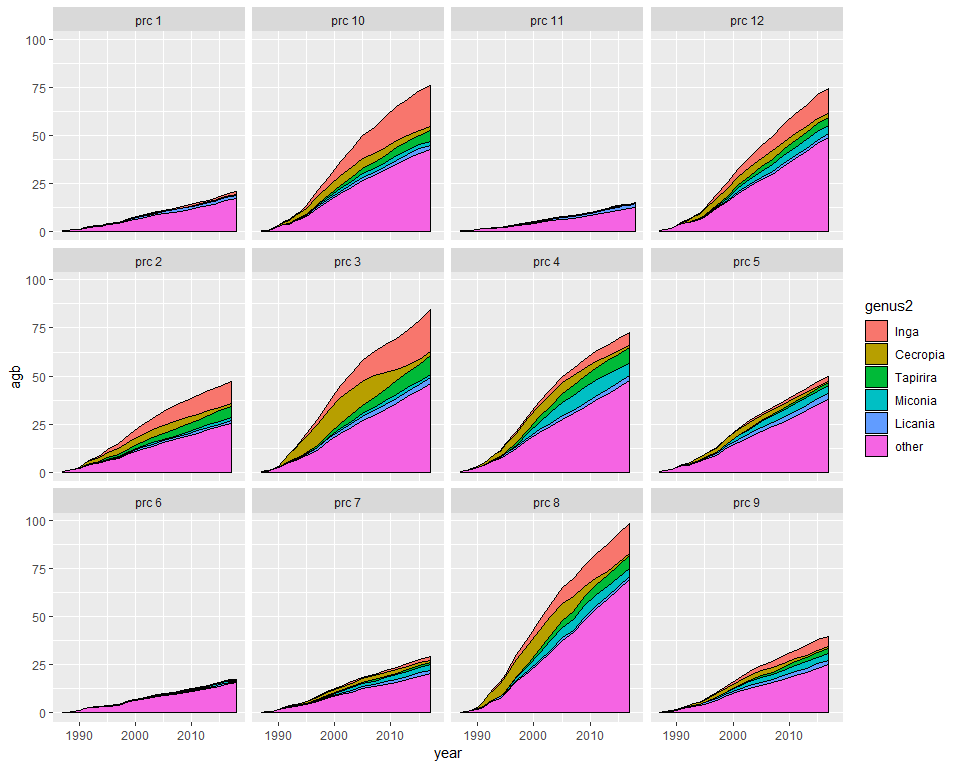 prc 1
prc 10
prc 11
prc 12
100
75
50
25
0
prc 2
prc 3
prc 4
prc 5
100
75
50
25
0
prc 6
prc 7
prc 8
prc 9
100
75
50
25
0
1990 2000 2010
1990 2000 2010
1990 2000 2010
1990 2000 2010
year
agb
genus2
Inga
Cecropia
Tapirira
Miconia
Licania
other